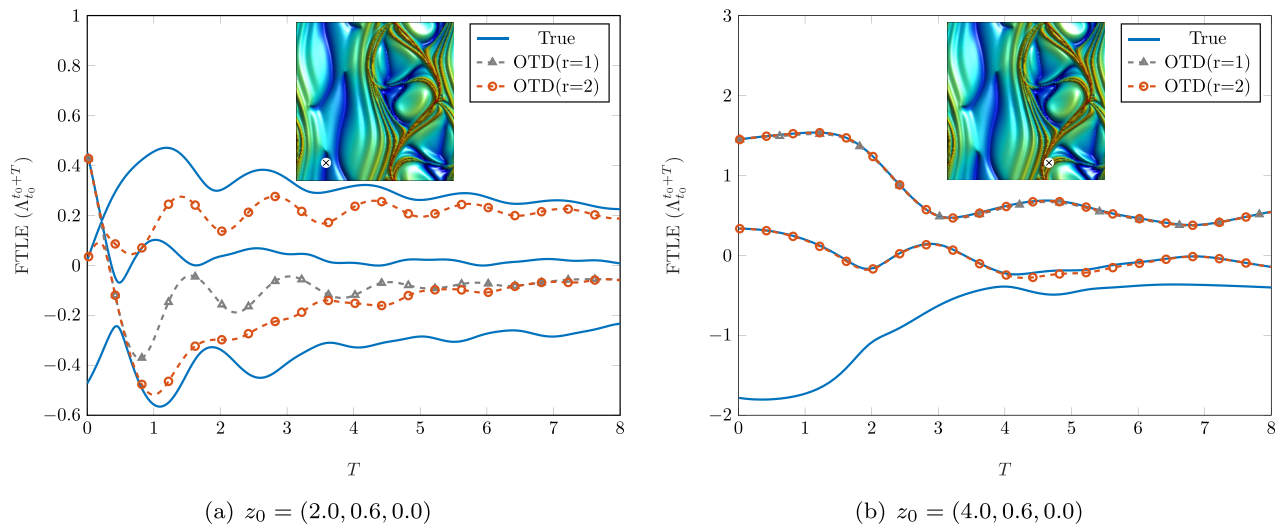 1
0.8
0.6
0.4
0.2
0
−0.2
−0.4
−0.6
0 1 2 3 4 5 6 7 8
FTLE (Λ_{t_0}^{t_0+T})
T
True
OTD(r=1)
OTD(r=2)
(a) z_0 = (2.0, 0.6, 0.0)
3
2
1
0
−1
−2
0 1 2 3 4 5 6 7 8
FTLE (Λ_{t_0}^{t_0+T})
T
True
OTD(r=1)
OTD(r=2)
(b) z_0 = (4.0, 0.6, 0.0)